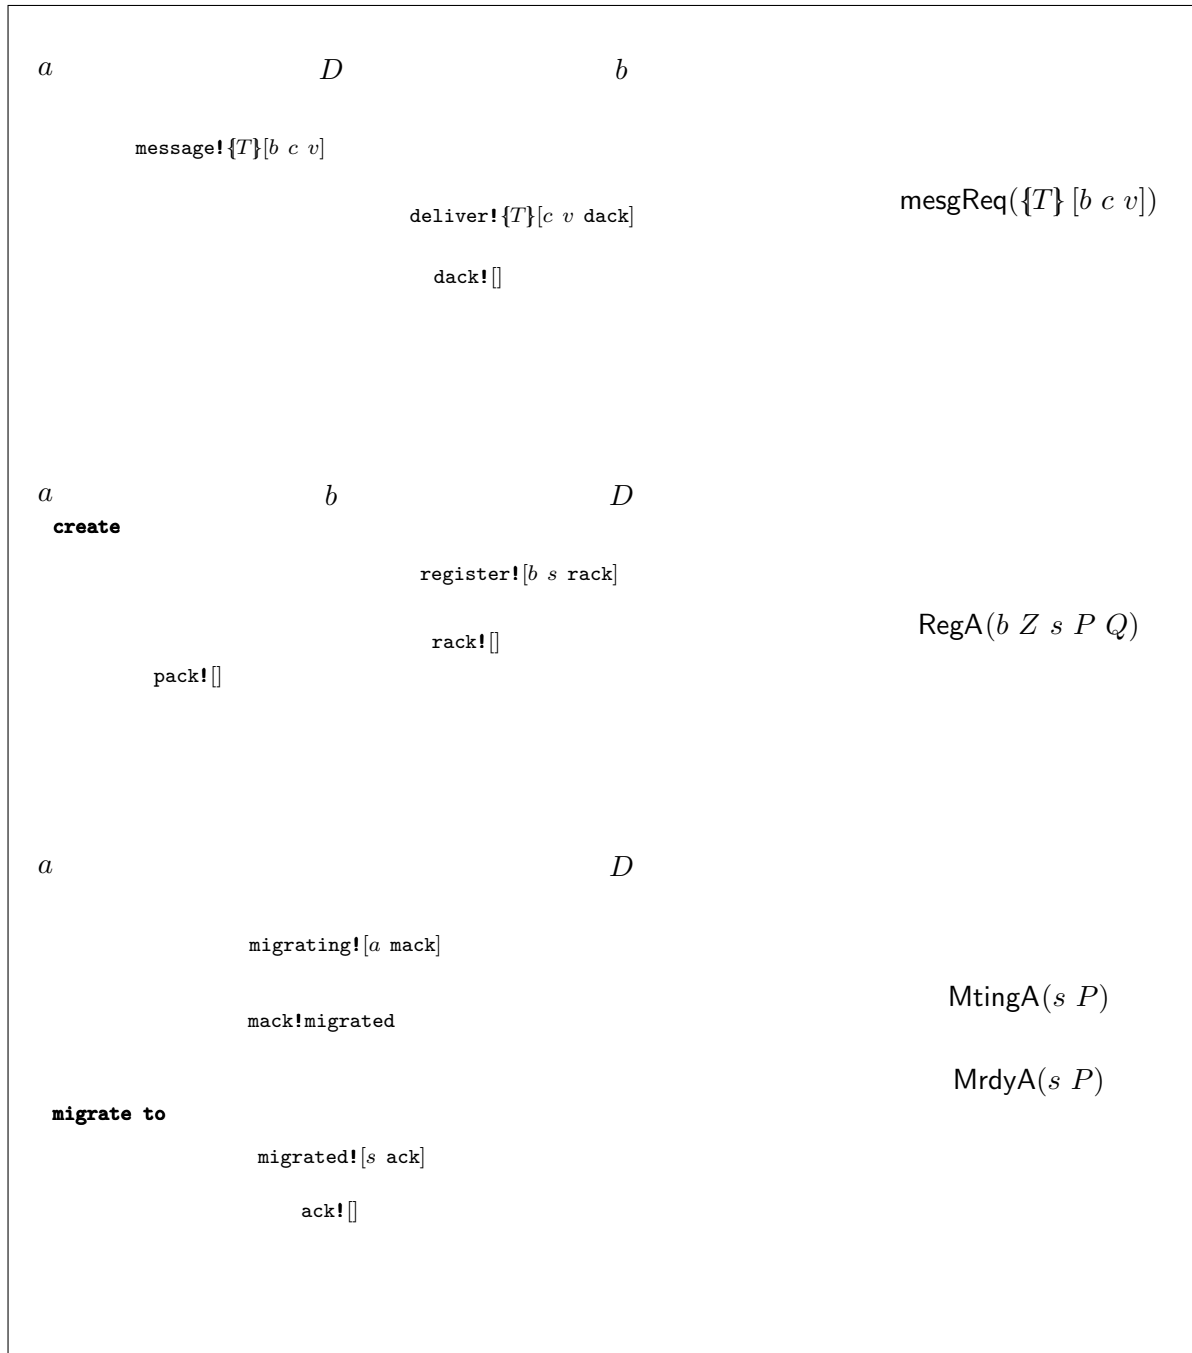 a D b
message!{T}[b c v]
mesgReq({T} [b c v])
deliver!{T}[c v dack]
dack![]
a b D
create
register![b s rack]
RegA(b Z s P Q)
rack![]
pack![]
a D
migrating![a mack]
MtingA(s P)
mack!migrated
MrdyA(s P)
migrate to
migrated![s ack]
ack![]